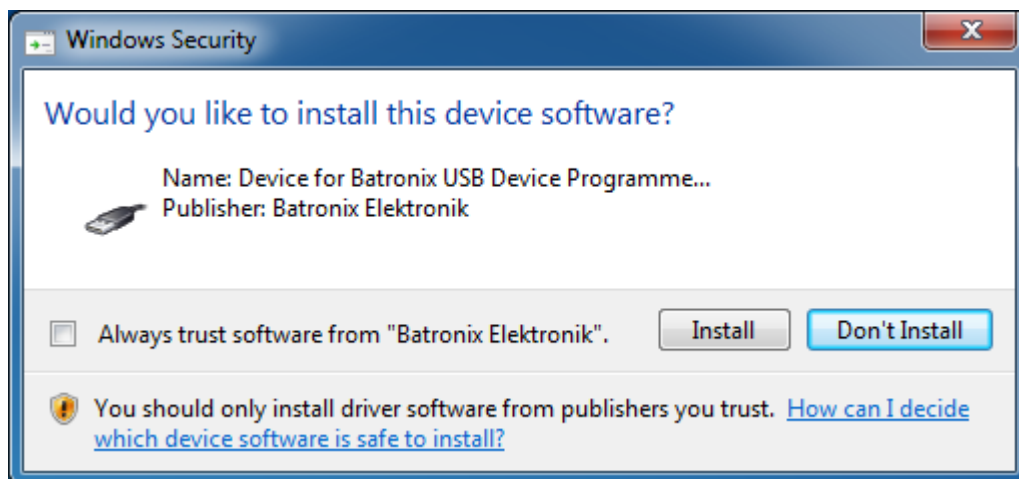 Windows Security
Would you like to install this device software?
Name: Device for Batronix USB Device Programme...
Publisher: Batronix Elektronik
Always trust software from "Batronix Elektronik".
Install
Don't Install
You should only install driver software from publishers you trust. How can I decide
which device software is safe to install?